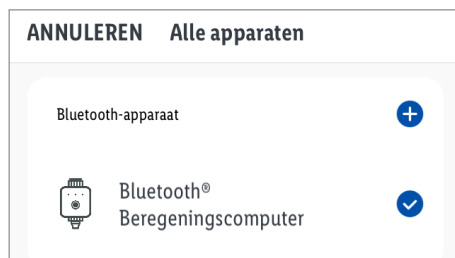 ANNULEREN Alle apparaten
Bluetooth-apparaat
Bluetooth®
Beregeningscomputer